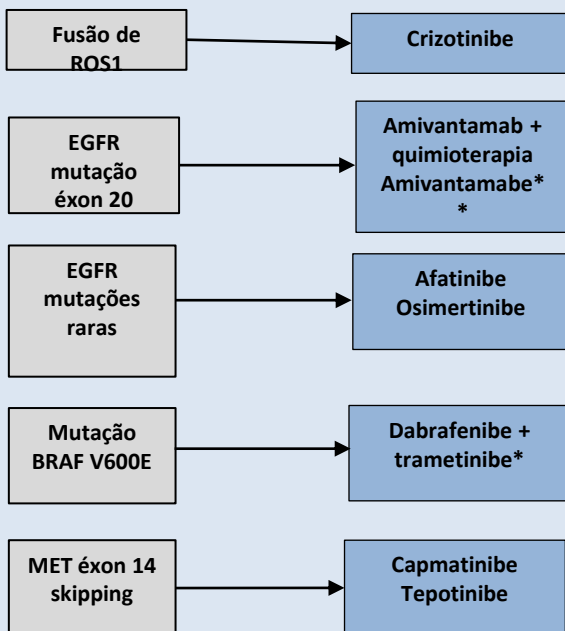 Fusão de
ROS1
Crizotinibe
EGFR
mutação
éxon 20
Amivantamab +
quimioterapia
Amivantamabe*
*
EGFR
mutações
raras
Afatinibe
Osimertinibe
Mutação
BRAF V600E
Dabrafenibe +
trametinibe*
MET éxon 14
skipping
Capmatinibe
Tepotinibe